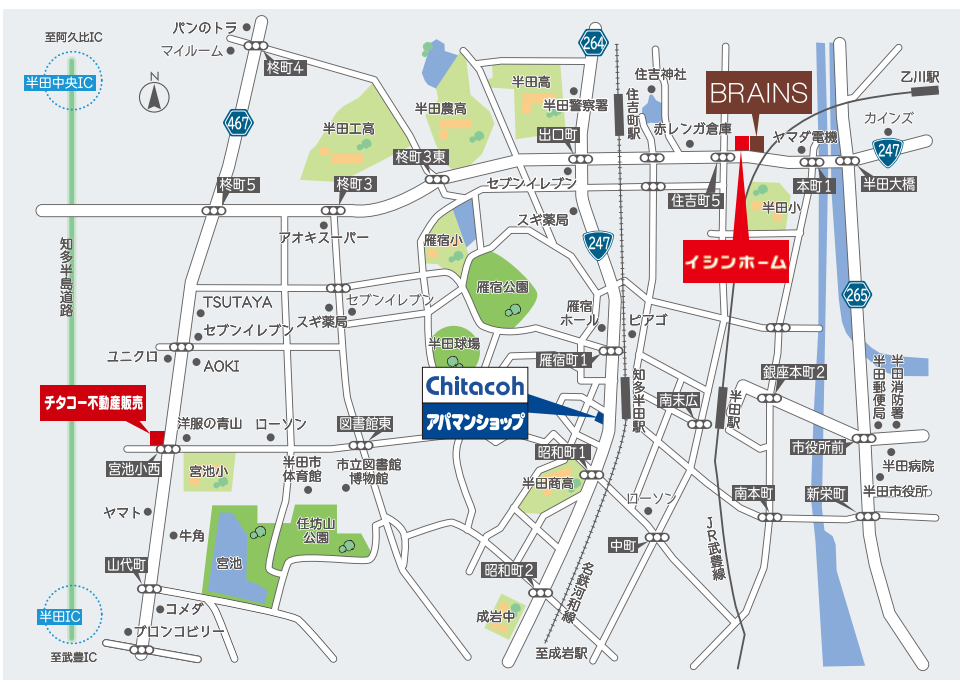 パンのトラ
マイルーム
柊町4
至阿久比IC
半田中央IC
N
467
264
半田高
半田警察署
半田農高
半田工高
出口町
柊町3東
柊町3
柊町5
住吉神社
住吉町駅
赤レンガ倉庫
BRAINS
ヤマダ電機
乙川駅
カインズ
247
本町1
半田大橋
住吉町5
半田小
セブンイレブン
スギ薬局
247
イシンホーム
アオキスーパー
雁宿小
雁宿公園
知多半島道路
TSUTAYA
セブンイレブン
スギ薬局
セブンイレブン
雁宿
ホール
ピアゴ
265
ユニクロ
AOKI
半田球場
雁宿町1
銀座本町2
半田郵便局
半田消防署
Chitacoh
アパマンショップ
知多半田駅
南末広
半田駅
チタコー不動産販売
洋服の青山
ローソン
図書館東
宮池小西
宮池小
半田市
体育館
市立図書館
博物館
昭和町1
半田商高
市役所前
半田病院
半田市役所
ローソン
南本町
新栄町
ヤマト
牛角
任坊山
公園
宮池
中町
JR武豊線
山代町
昭和町2
名鉄河和線
コメダ
ブロンコビリー
成岩中
半田IC
至武豊IC
至成岩駅